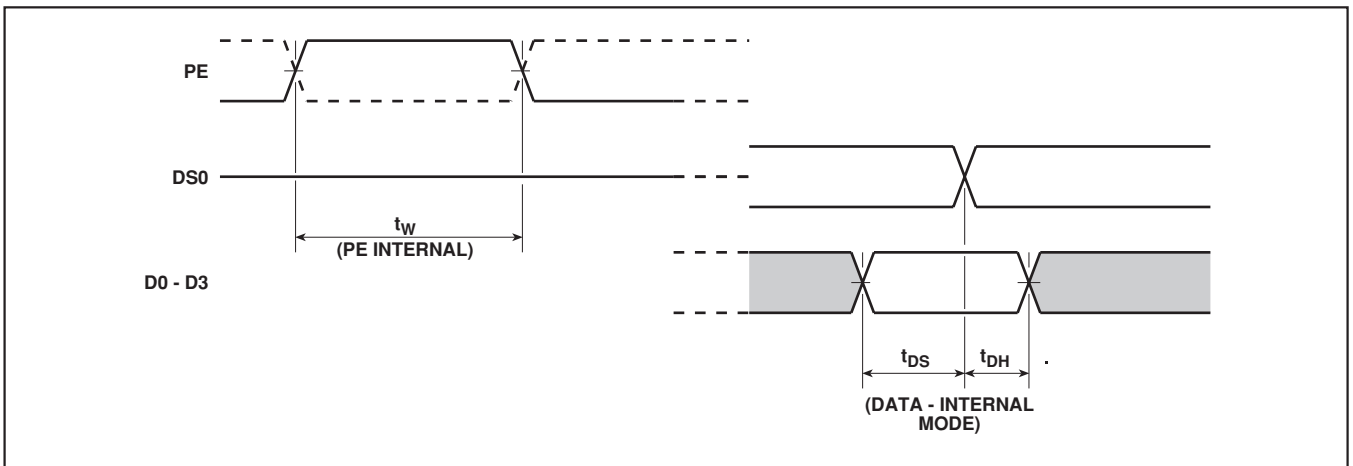 PE
DS0
tW
(PE INTERNAL)
D0 - D3
tDS
tDH
.
(DATA - INTERNAL
MODE)